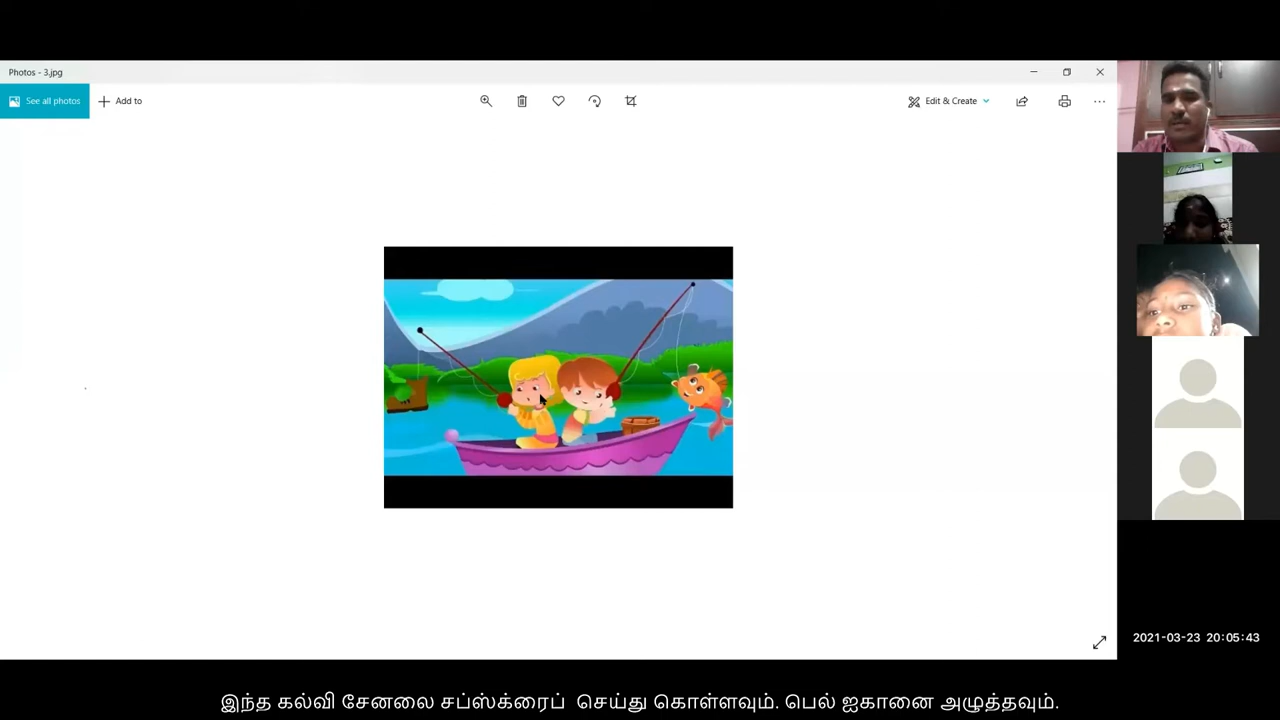 Photos - 3.jpg
See all photos
Add to
Edit & Create
2021-03-23 20:05:43
இந்த கல்வி சேனலை சப்ஸ்க்ரைப் செய்து கொள்ளவும். பெல் ஐகானை அழுத்தவும்.